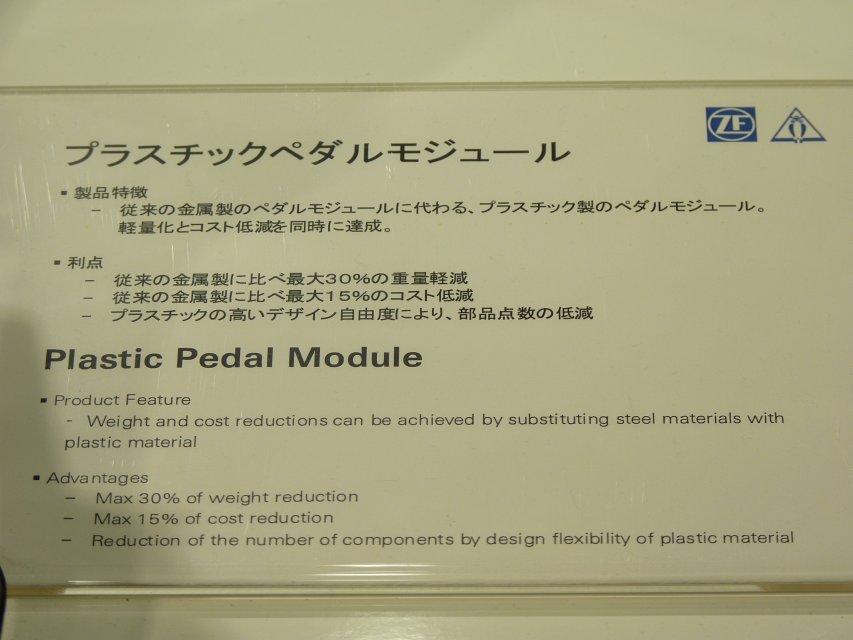 ZF
プラスチックペダルモジュール
▪ 製品特徴
– 従来の金属製のペダルモジュールに代わる、プラスチック製のペダルモジュール。
軽量化とコスト低減を同時に達成。
▪ 利点
– 従来の金属製に比べ最大30%の重量軽減
– 従来の金属製に比べ最大15%のコスト低減
– プラスチックの高いデザイン自由度により、部品点数の低減
Plastic Pedal Module
▪ Product Feature
- Weight and cost reductions can be achieved by substituting steel materials with
plastic material
▪ Advantages
– Max 30% of weight reduction
– Max 15% of cost reduction
– Reduction of the number of components by design flexibility of plastic material